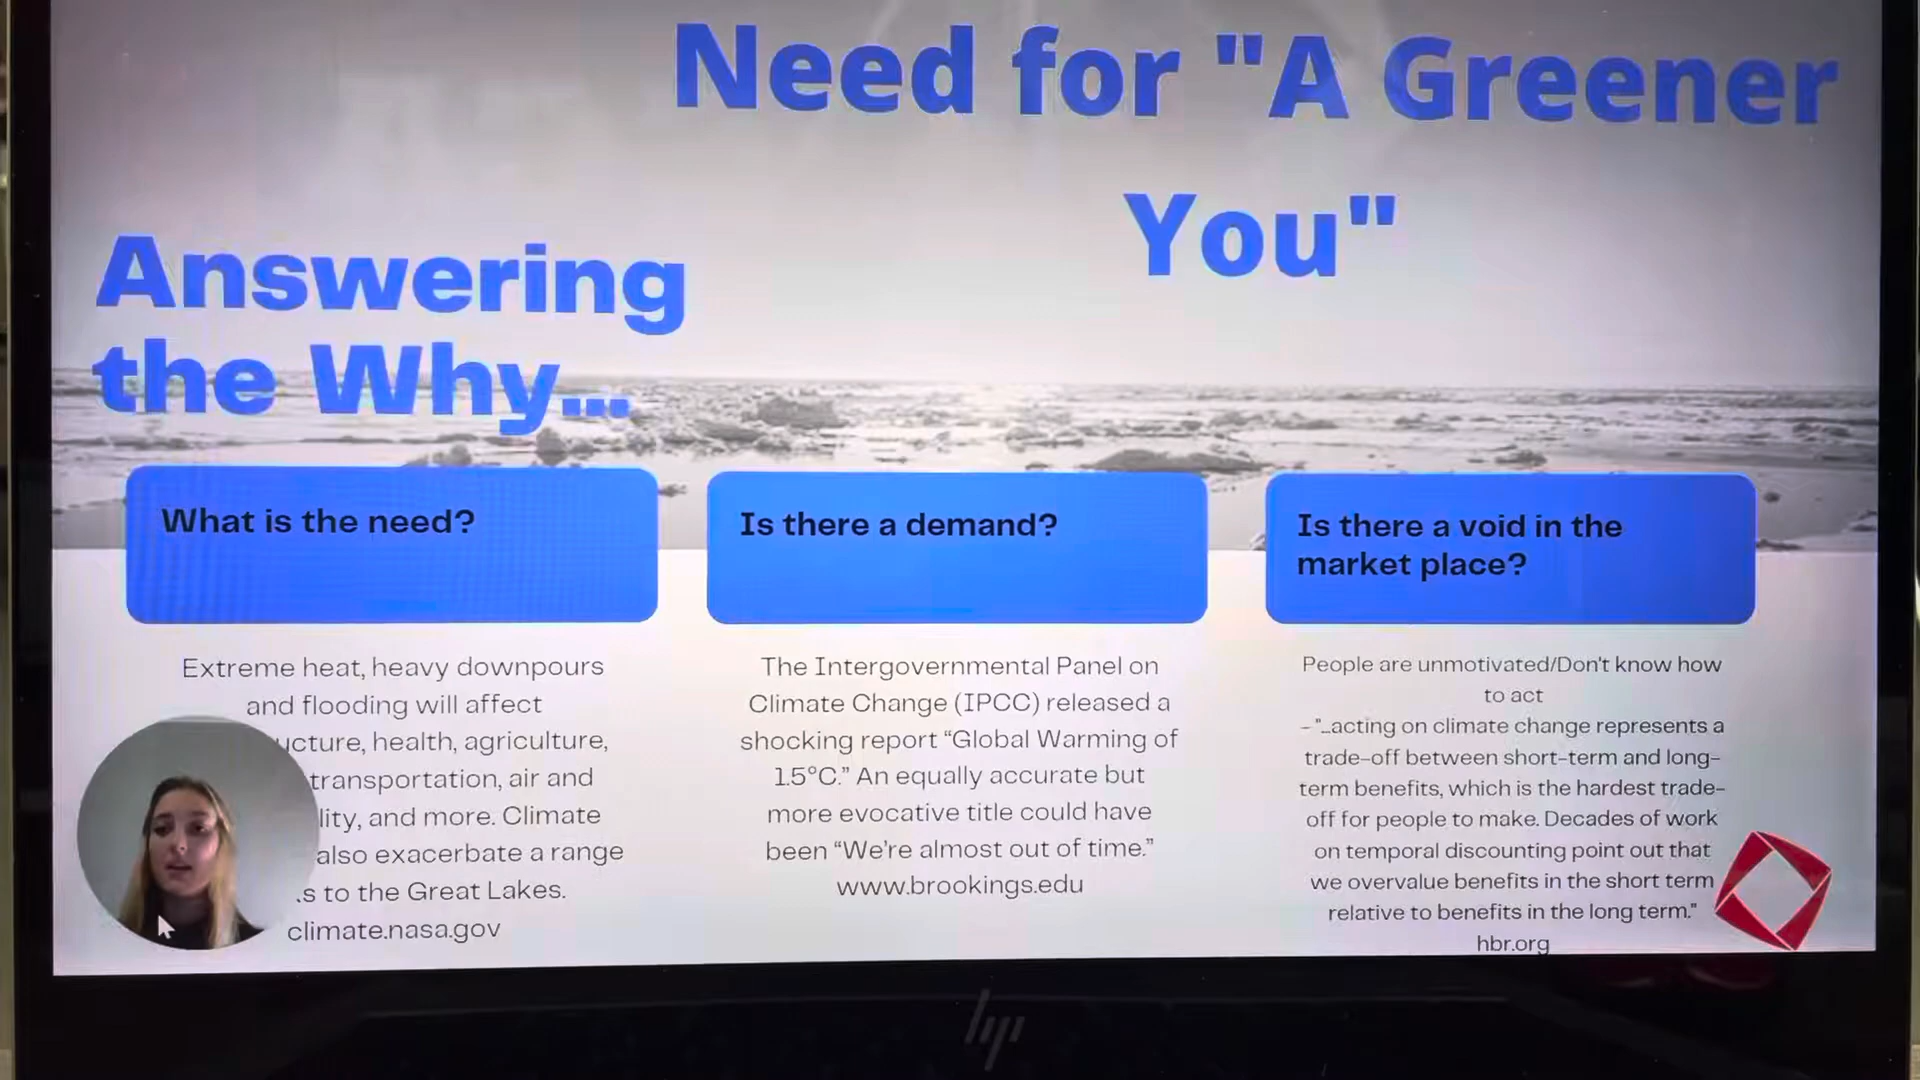 Need for "A Greener
You"
Answering
the Why...
What is the need?
Extreme heat, heavy downpours
and flooding will affect
ucture, health, agriculture,
transportation, air and
lity, and more. Climate
also exacerbate a range
s to the Great Lakes.
climate.nasa.gov
Is there a demand?
The Intergovernmental Panel on
Climate Change (IPCC) released a
shocking report “Global Warming of
1.5°C.” An equally accurate but
more evocative title could have
been “We're almost out of time.”
www.brookings.edu
Is there a void in the
market place?
People are unmotivated/Don't know how
to act
- "...acting on climate change represents a
trade-off between short-term and long-
term benefits, which is the hardest trade-
off for people to make. Decades of work
on temporal discounting point out that
we overvalue benefits in the short term
relative to benefits in the long term."
hbr.org
hp